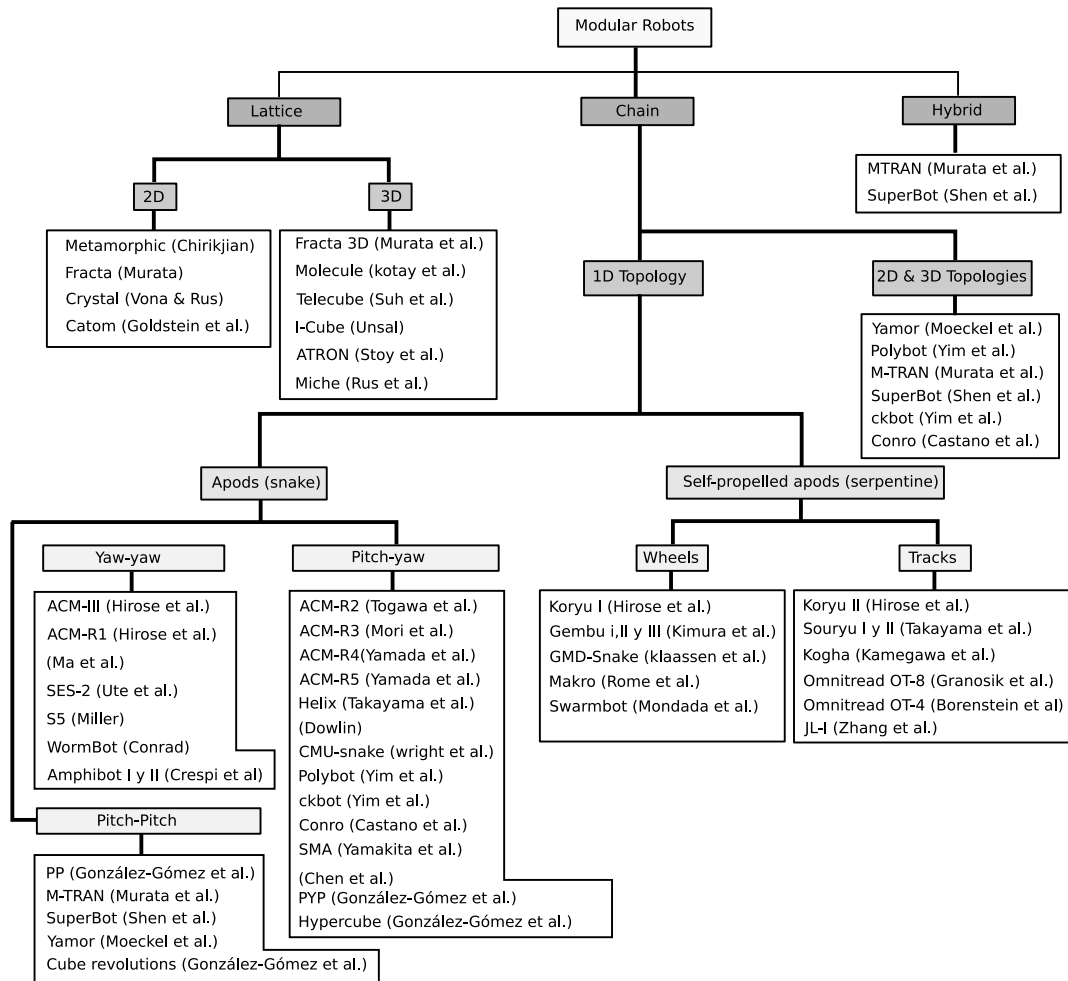 Modular Robots
Lattice
Chain
Hybrid
MTRAN (Murata et al.)
SuperBot (Shen et al.)
2D
3D
Metamorphic (Chirikjian)
Fracta (Murata)
Crystal (Vona & Rus)
Catom (Goldstein et al.)
Fracta 3D (Murata et al.)
Molecule (kotay et al.)
Telecube (Suh et al.)
I-Cube (Unsal)
ATRON (Stoy et al.)
Miche (Rus et al.)
1D Topology
2D & 3D Topologies
Yamor (Moeckel et al.)
Polybot (Yim et al.)
M-TRAN (Murata et al.)
SuperBot (Shen et al.)
ckbot (Yim et al.)
Conro (Castano et al.)
Apods (snake)
Self-propelled apods (serpentine)
Yaw-yaw
ACM-III (Hirose et al.)
ACM-R1 (Hirose et al.)
(Ma et al.)
SES-2 (Ute et al.)
S5 (Miller)
WormBot (Conrad)
Amphibot I y II (Crespi et al)
Pitch-yaw
ACM-R2 (Togawa et al.)
ACM-R3 (Mori et al.)
ACM-R4(Yamada et al.)
ACM-R5 (Yamada et al.)
Helix (Takayama et al.)
(Dowlin)
CMU-snake (wright et al.)
Polybot (Yim et al.)
ckbot (Yim et al.)
Conro (Castano et al.)
SMA (Yamakita et al.)
(Chen et al.)
PYP (González-Gómez et al.)
Hypercube (González-Gómez et al.)
Wheels
Koryu I (Hirose et al.)
Gembu i,II y III (Kimura et al.)
GMD-Snake (klaassen et al.)
Makro (Rome et al.)
Swarmbot (Mondada et al.)
Tracks
Koryu II (Hirose et al.)
Souryu I y II (Takayama et al.)
Kogha (Kamegawa et al.)
Omnitread OT-8 (Granosik et al.)
Omnitread OT-4 (Borenstein et al)
JL-I (Zhang et al.)
Pitch-Pitch
PP (González-Gómez et al.)
M-TRAN (Murata et al.)
SuperBot (Shen et al.)
Yamor (Moeckel et al.)
Cube revolutions (González-Gómez et al.)